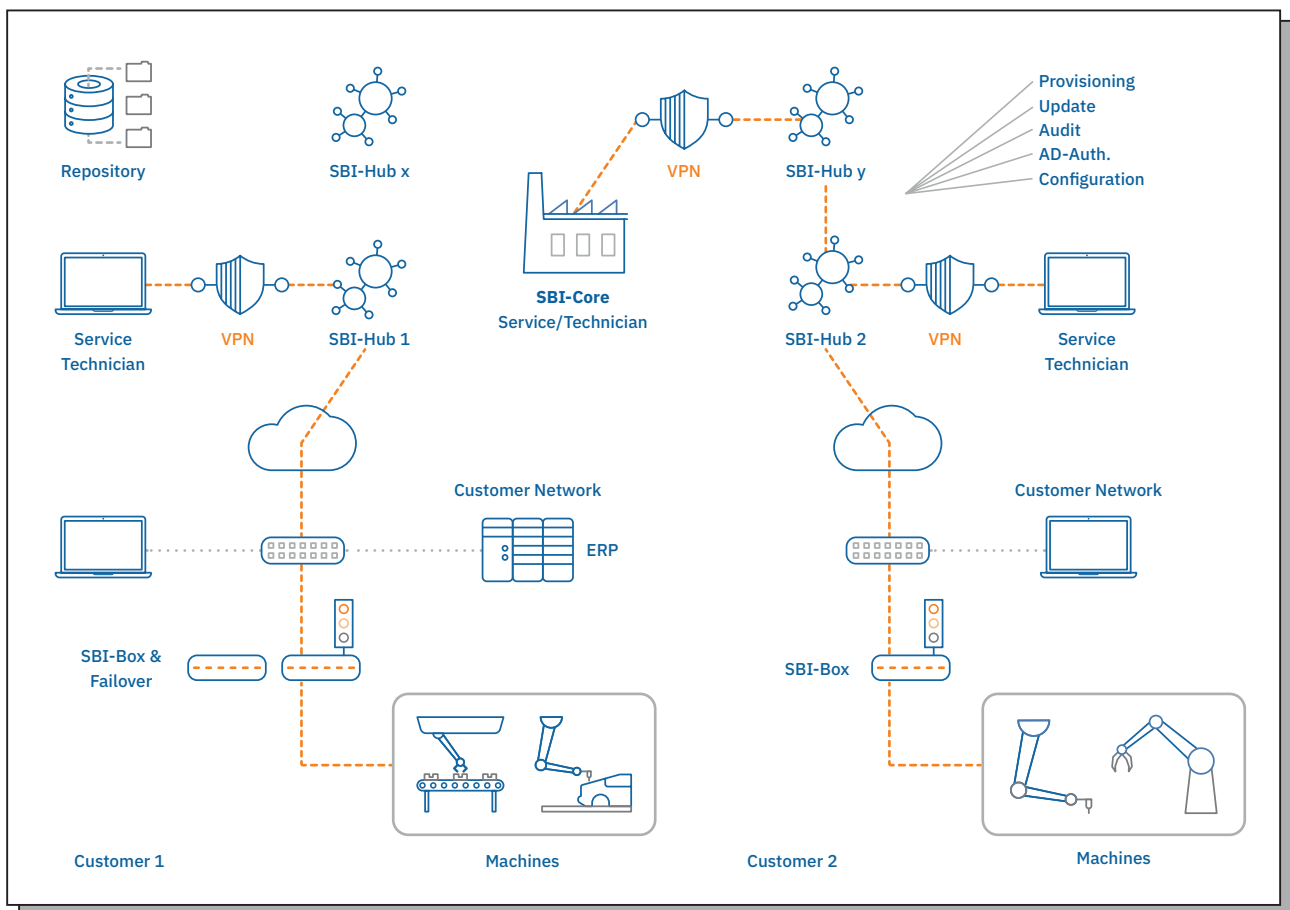 Provisioning
Update
Audit
AD-Auth.
Configuration
Repository
SBI-Hub x
VPN
SBI-Hub y
SBI-Core
Service/Technician
Service
Technician
VPN
SBI-Hub 1
SBI-Hub 2
VPN
Service
Technician
Customer Network
ERP
Customer Network
SBI-Box &
Failover
SBI-Box
Customer 1
Machines
Customer 2
Machines